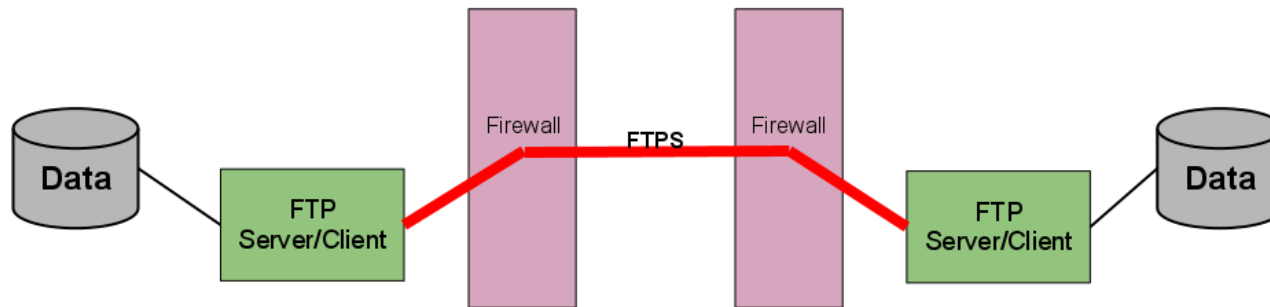 Firewall
Firewall
FTPS
Data
Data
FTP
Server/Client
FTP
Server/Client